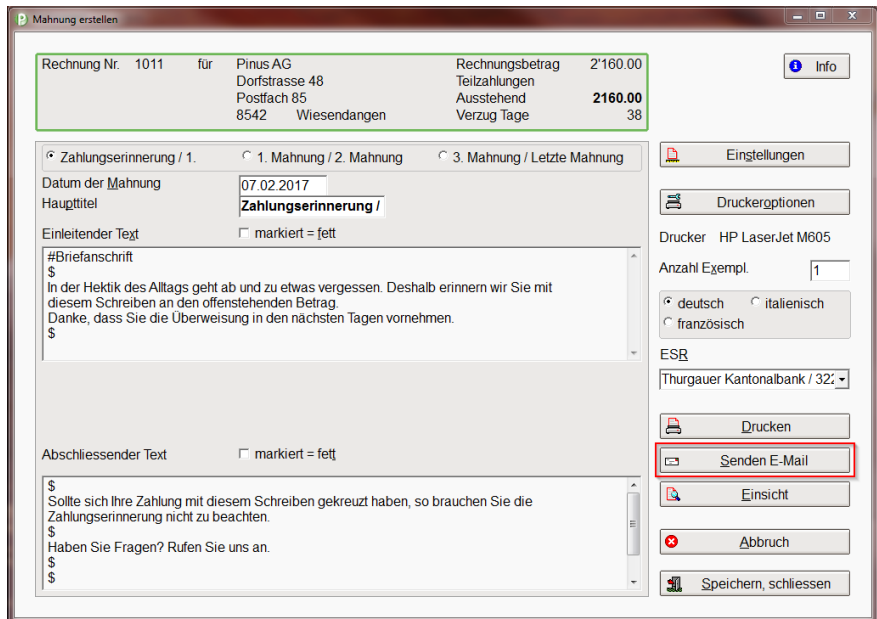 Mahnung erstellen
Rechnung Nr. 1011 für Pinus AG Rechnungsbetrag 2'160.00
Dorfstrasse 48 Teilzahlungen
Postfach 85 Ausstehend 2160.00
8542 Wiesendangen Verzug Tage 38
Info
Zahlungserinnerung / 1. 1. Mahnung / 2. Mahnung 3. Mahnung / Letzte Mahnung
Datum der Mahnung 07.02.2017
Haupttitel Zahlungserinnerung /
Einleitender Text markiert = fett
#Briefanschrift
$
In der Hektik des Alltags geht ab und zu etwas vergessen. Deshalb erinnern wir Sie mit
diesem Schreiben an den offenstehenden Betrag.
Danke, dass Sie die Überweisung in den nächsten Tagen vornehmen.
$
Abschliessender Text markiert = fett
$
Sollte sich Ihre Zahlung mit diesem Schreiben gekreuzt haben, so brauchen Sie die
Zahlungserinnerung nicht zu beachten.
$
Haben Sie Fragen? Rufen Sie uns an.
$
$
Einstellungen
Druckeroptionen
Drucker HP LaserJet M605
Anzahl Exempl. 1
deutsch italienisch
französisch
ESR
Thurgauer Kantonalbank / 322
Drucken
Senden E-Mail
Einsicht
Abbruch
Speichern, schliessen